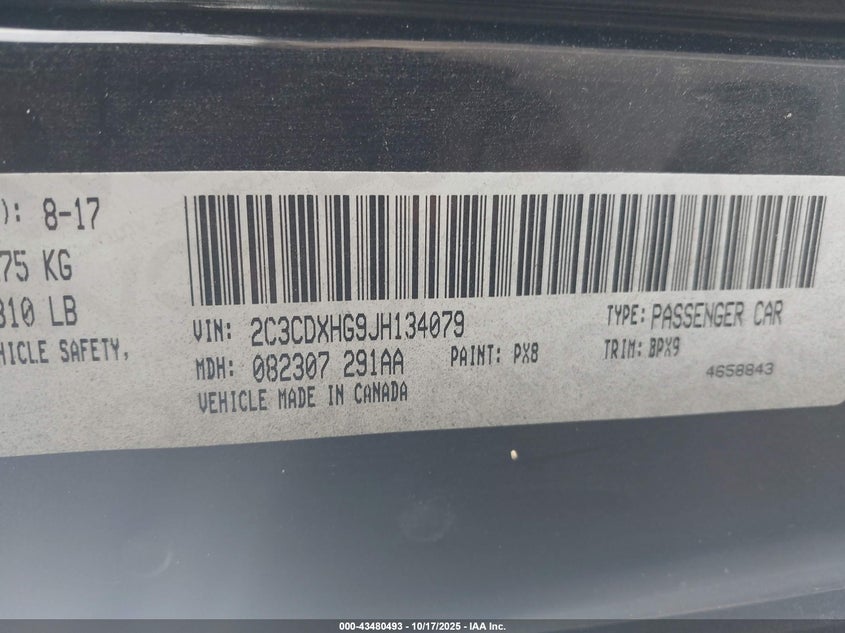 ): 8-17
75 KG
310 LB
HICLE SAFETY,
VIN: 2C3CDXHG9JH134079
TYPE: PASSENGER CAR
MDH: 082307 291AA
PAINT: PX8
TRIM: BPX9
VEHICLE MADE IN CANADA
4658843
000-43480493 - 10/17/2025 - IAA Inc.